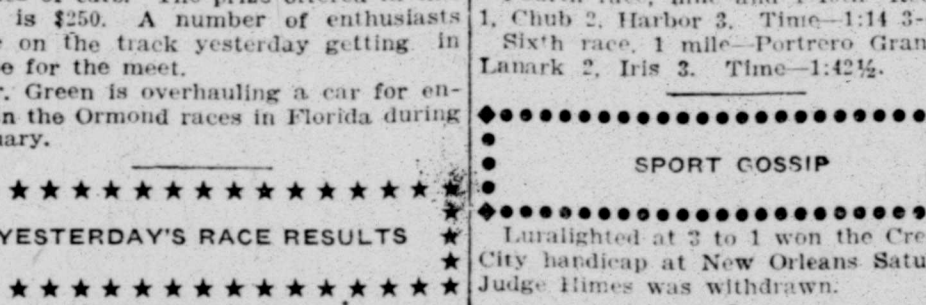 is $250. A number of enthusiasts
on the track yesterday getting in
e for the meet.
r. Green is overhauling a car for en-
n the Ormond races in Florida during
uary.
YESTERDAY'S RACE RESULTS
1, Chub 2, Harbor 3. Time—1:14 3-
Sixth race, 1 mile—Portrero Gran
Lanark 2, Iris 3. Time—1:42½.
SPORT GOSSIP
Luralighted at 3 to 1 won the Cre
City handicap at New Orleans Satu
Judge Himes was withdrawn.